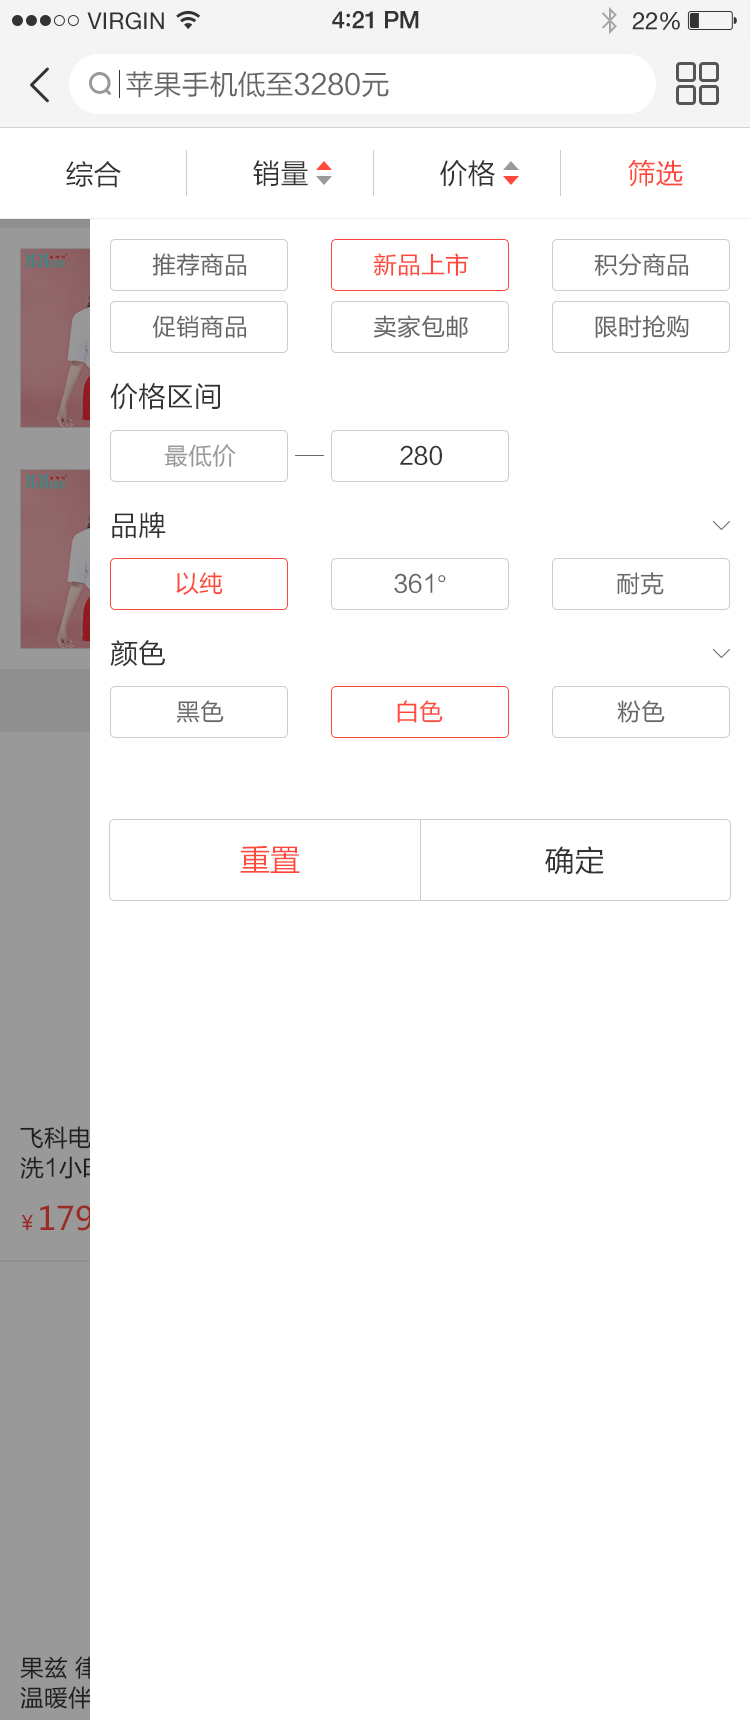 VIRGIN 4:21 PM 22%
苹果手机低至3280元
综合 销量 价格 筛选
推荐商品 新品上市 积分商品
促销商品 卖家包邮 限时抢购
价格区间
最低价 — 280
品牌
以纯 361° 耐克
颜色
黑色 白色 粉色
重置 确定
飞科电
洗1小
¥179
果兹 律
温暖伴